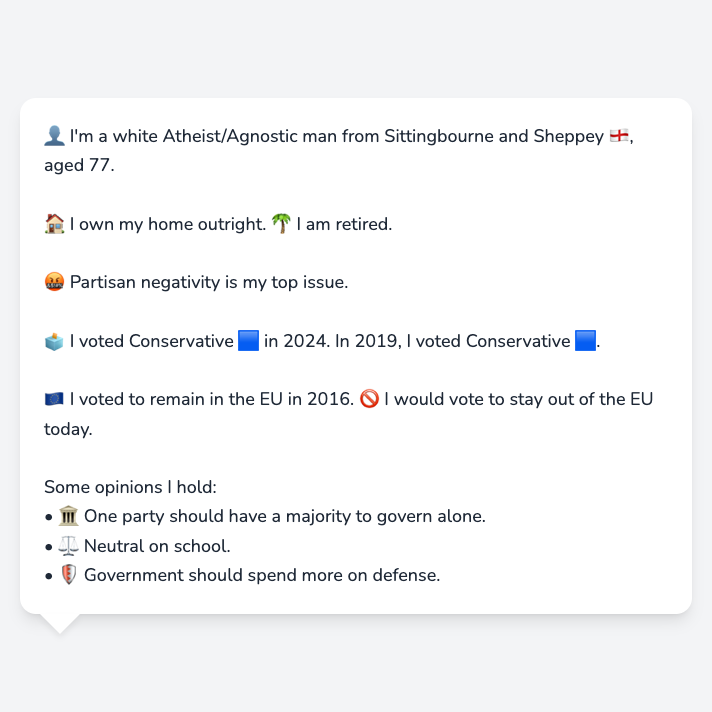 👤 I'm a white Atheist/Agnostic man from Sittingbourne and Sheppey 🏴󠁧󠁢󠁥󠁮󠁧󠁿,
aged 77.
🏠 I own my home outright. 🌴 I am retired.
🤬 Partisan negativity is my top issue.
🗳️ I voted Conservative 🟦 in 2024. In 2019, I voted Conservative 🟦.
🇪🇺 I voted to remain in the EU in 2016. 🚫 I would vote to stay out of the EU
today.
Some opinions I hold:
• 🏛️ One party should have a majority to govern alone.
• ⚖️ Neutral on school.
• 🛡️ Government should spend more on defense.